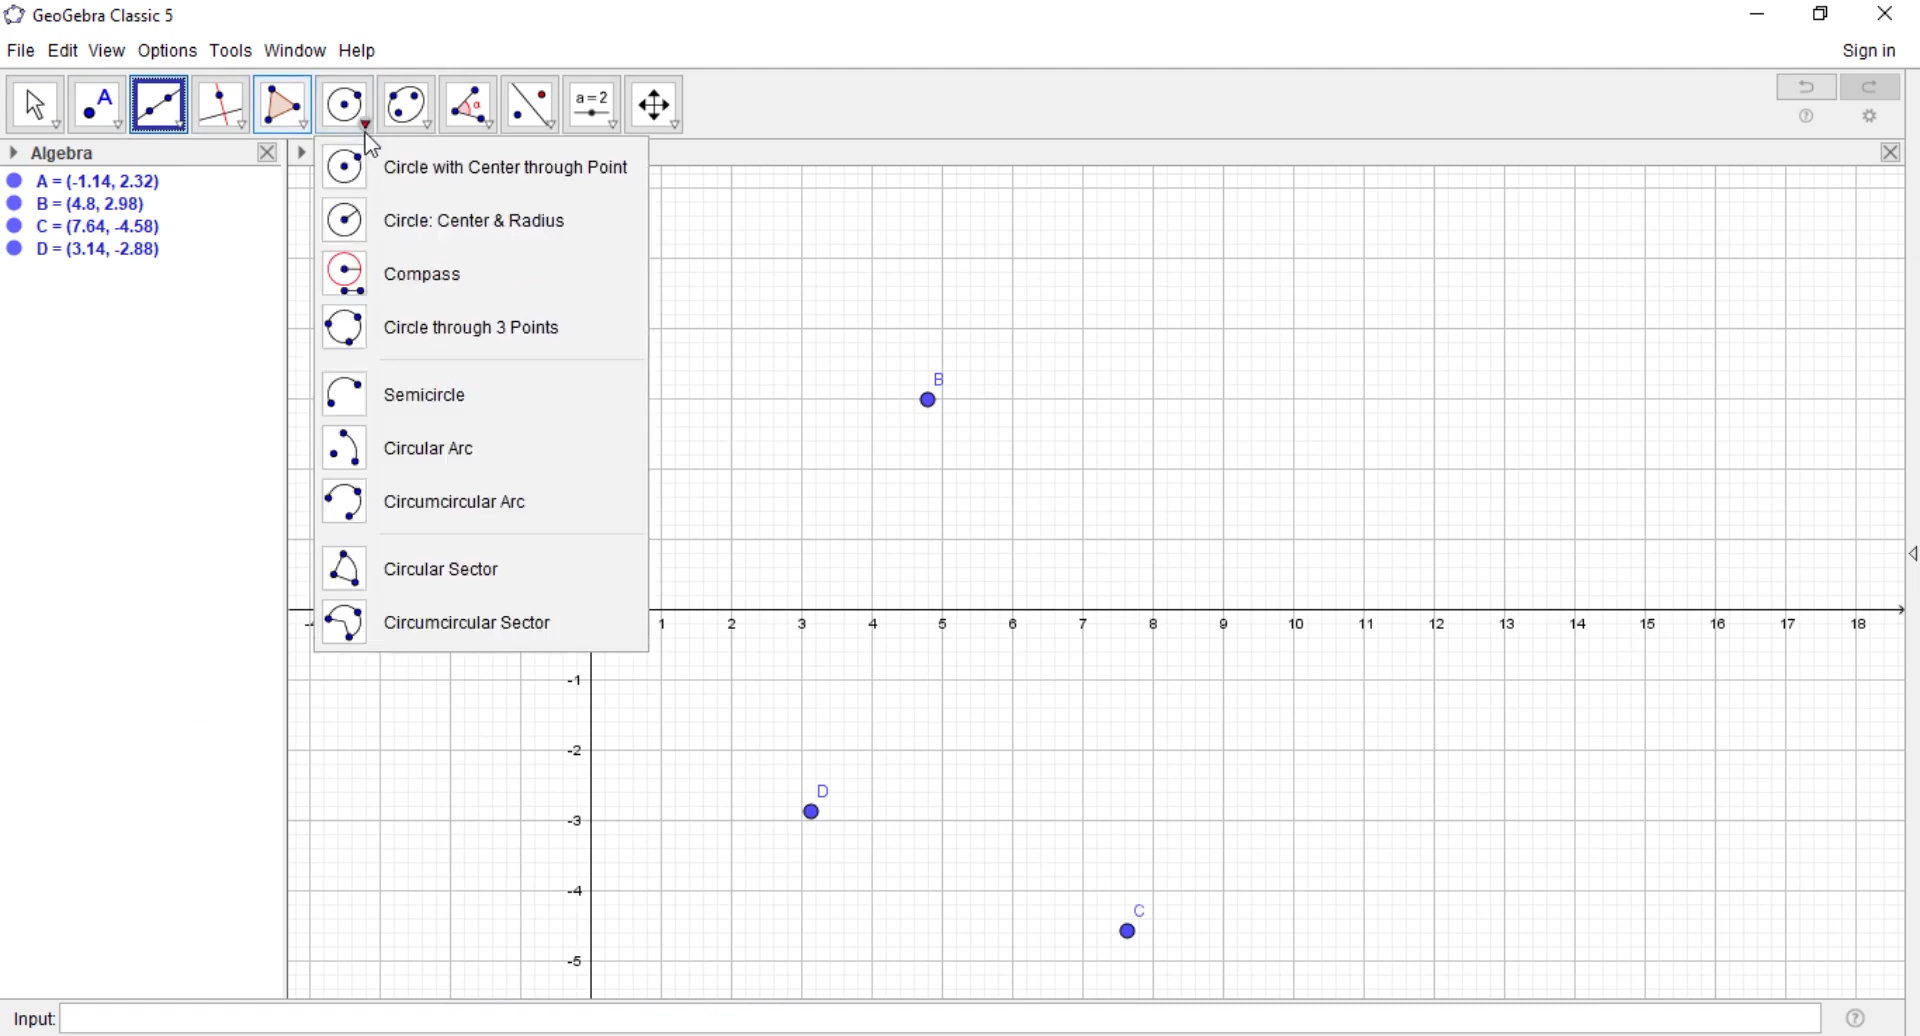 GeoGebra Classic 5
File Edit View Options Tools Window Help
Sign in
A
α
a=2
Algebra
A = (-1.14, 2.32)
B = (4.8, 2.98)
C = (7.64, -4.58)
D = (3.14, -2.88)
Circle with Center through Point
Circle: Center & Radius
Compass
Circle through 3 Points
Semicircle
Circular Arc
Circumcircular Arc
Circular Sector
Circumcircular Sector
B
1 2 3 4 5 6 7 8 9 10 11 12 13 14 15 16 17 18
-1
-2
D
-3
-4
C
-5
Input: